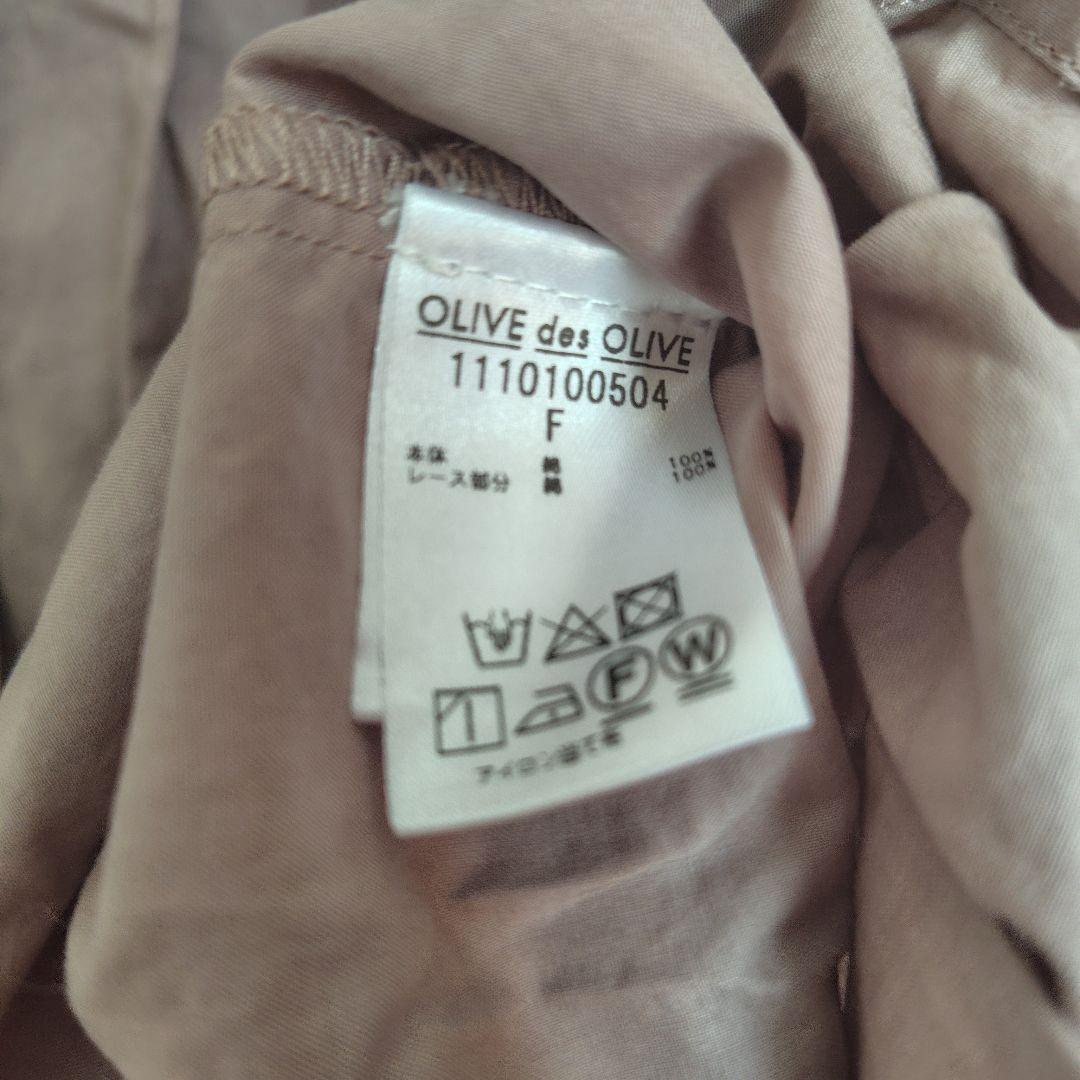 OLIVE des OLIVE
1110100504
F
本体 綿 100%
レース部分 綿 100%
F W
アイロン当て布